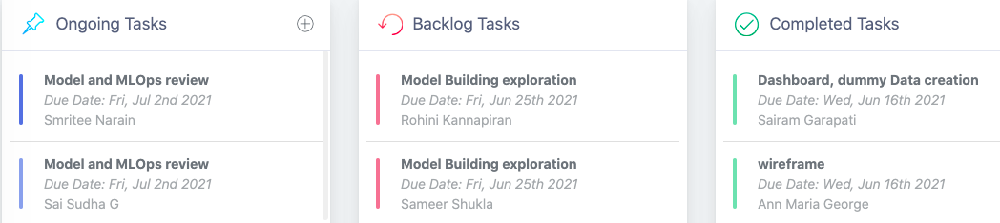 Ongoing Tasks
Model and MLOps review
Due Date: Fri, Jul 2nd 2021
Smritee Narain
Model and MLOps review
Due Date: Fri, Jul 2nd 2021
Sai Sudha G
Backlog Tasks
Model Building exploration
Due Date: Fri, Jun 25th 2021
Rohini Kannapiran
Model Building exploration
Due Date: Fri, Jun 25th 2021
Sameer Shukla
Completed Tasks
Dashboard, dummy Data creation
Due Date: Wed, Jun 16th 2021
Sairam Garapati
wireframe
Due Date: Wed, Jun 16th 2021
Ann Maria George